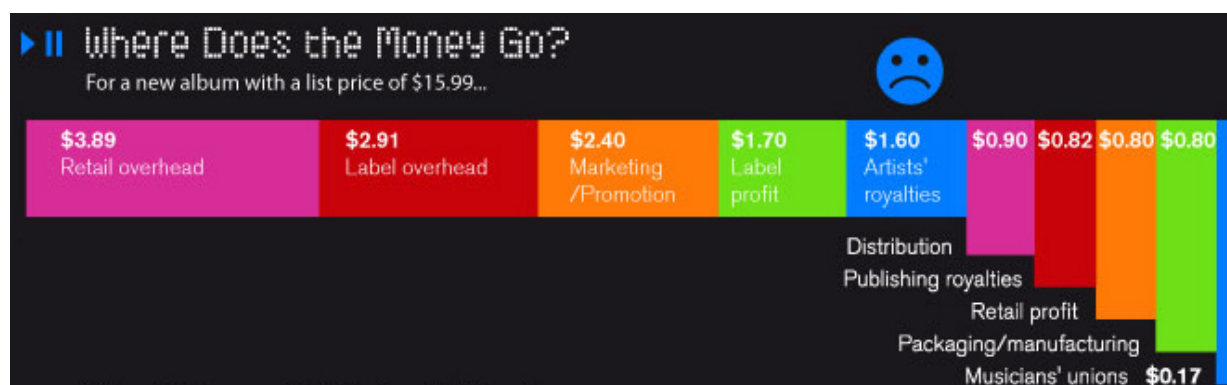 Where Does the Money Go?
For a new album with a list price of $15.99...
$3.89
Retail overhead
$2.91
Label overhead
$2.40
Marketing
/Promotion
$1.70
Label
profit
$1.60
Artists'
royalties
$0.90
$0.82
$0.80
$0.80
Distribution
Publishing royalties
Retail profit
Packaging/manufacturing
Musicians' unions $0.17